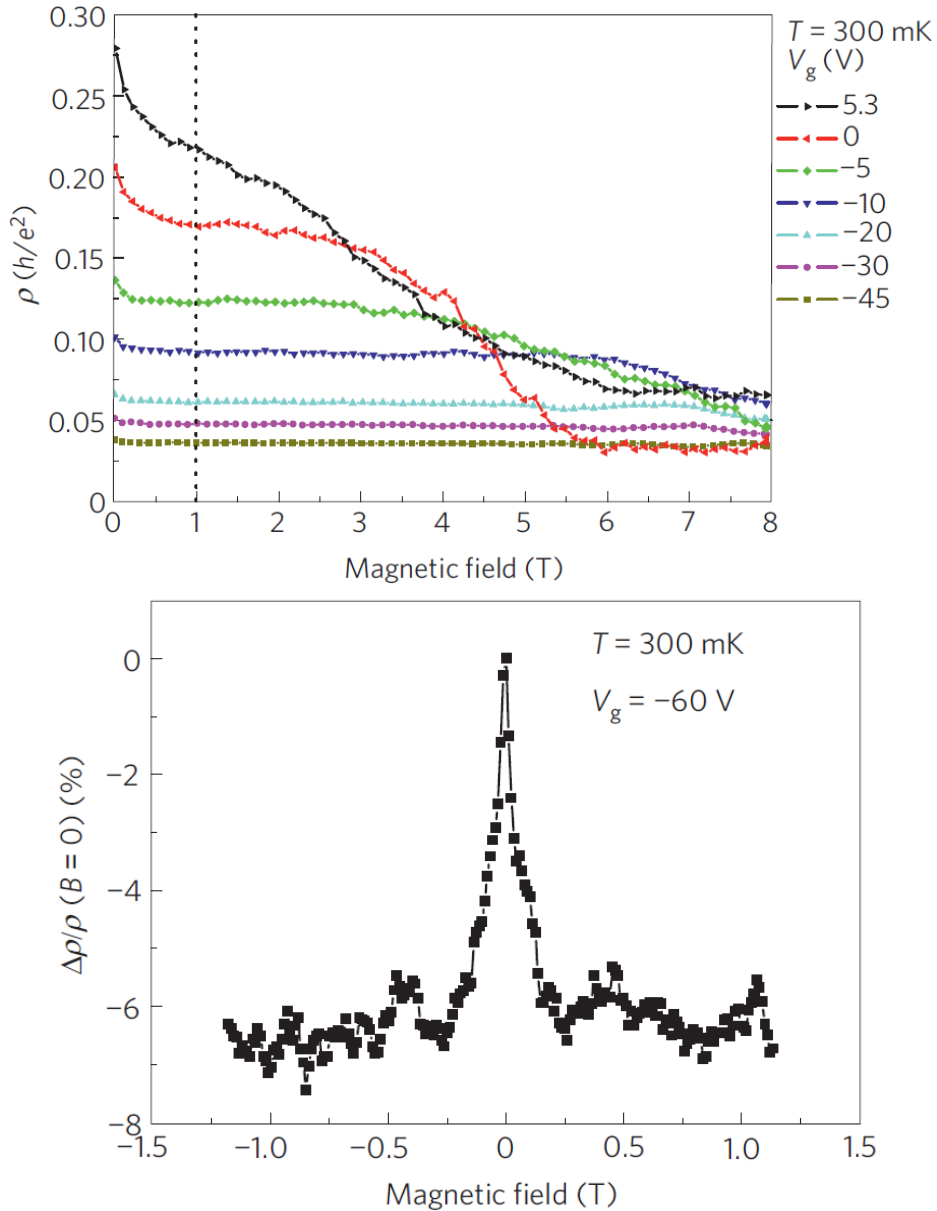 0.30
0.25
0.20
0.15
0.10
0.05
0
ρ (h/e²)
0 1 2 3 4 5 6 7 8
Magnetic field (T)
T = 300 mK
Vg (V)
5.3
0
−5
−10
−20
−30
−45
0
−2
−4
−6
−8
Δρ/ρ (B = 0) (%)
T = 300 mK
Vg = −60 V
−1.5 −1.0 −0.5 0 0.5 1.0 1.5
Magnetic field (T)